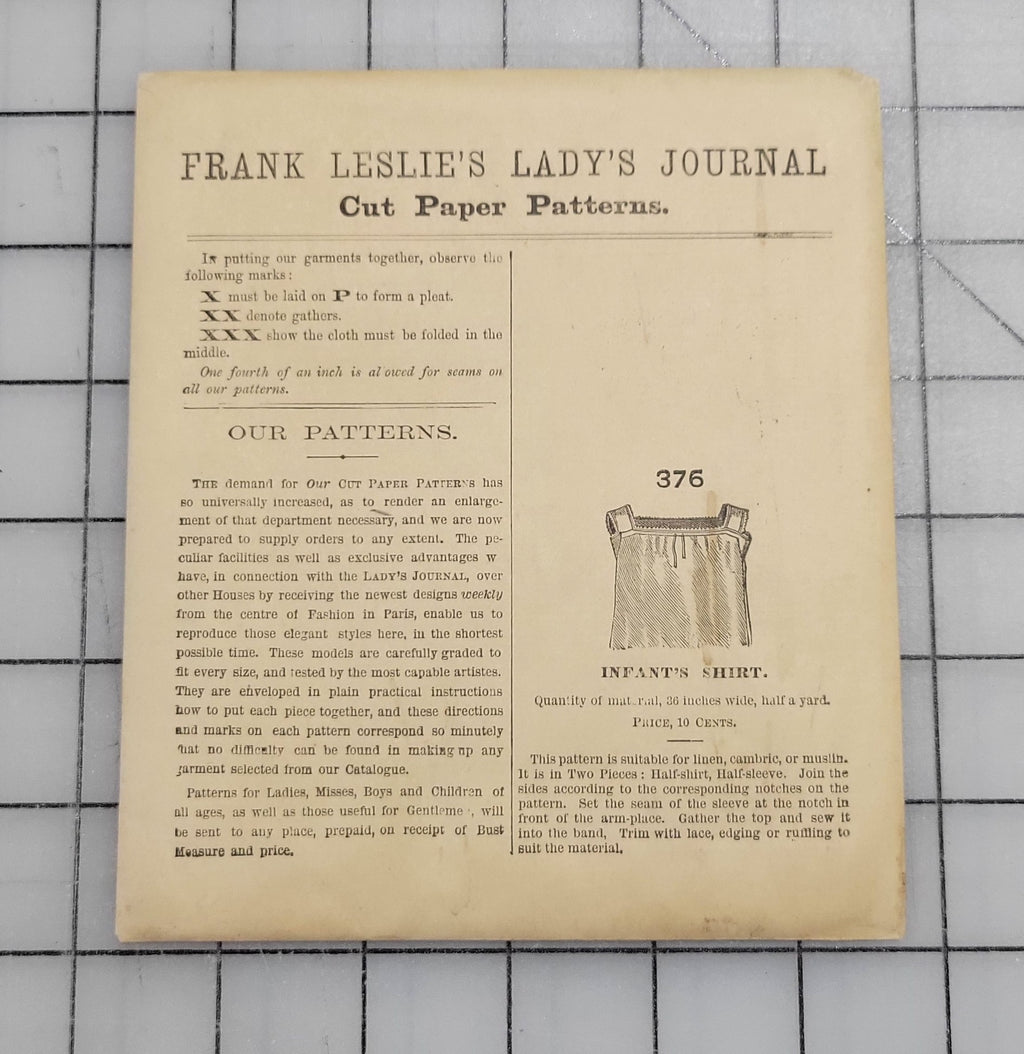 FRANK LESLIE'S LADY'S JOURNAL
Cut Paper Patterns.
In putting our garments together, observe the
following marks:
X must be laid on P to form a pleat.
XX denote gathers.
XXX show the cloth must be folded in the
middle.
One fourth of an inch is al owed for seams on
all our patterns.
OUR PATTERNS.
THE demand for Our CUT PAPER PATTERNS has
so universally increased, as to render an enlarge-
ment of that department necessary, and we are now
prepared to supply orders to any extent. The pe-
culiar facilities as well as exclusive advantages w
have, in connection with the LADY'S JOURNAL, over
other Houses by receiving the newest designs weekly
from the centre of Fashion in Paris, enable us to
reproduce those elegant styles here, in the shortest
possible time. These models are carefully graded to
fit every size, and tested by the most capable artistes.
They are enveloped in plain practical instructions
how to put each piece together, and these directions
and marks on each pattern correspond so minutely
that no difficulty can be found in making up any
garment selected from our Catalogue.
Patterns for Ladies, Misses, Boys and Children of
all ages, as well as those useful for Gentleme , will
be sent to any place, prepaid, on receipt of Bust
Measure and price.
376
INFANT'S SHIRT.
Quantity of material, 36 inches wide, half a yard.
PRICE, 10 CENTS.
This pattern is suitable for linen, cambric, or muslin.
It is in Two Pieces: Half-shirt, Half-sleeve. Join the
sides according to the corresponding notches on the
pattern. Set the seam of the sleeve at the notch in
front of the arm-place. Gather the top and sew it
into the band, Trim with lace, edging or ruffling to
suit the material.